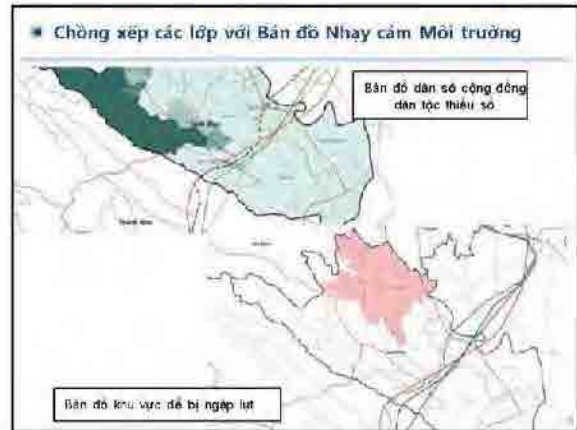 Chồng xếp các lớp với Bản đồ Nhạy cảm Môi trường
Bản đồ dân số cộng đồng
dân tộc thiểu số
Bản đồ khu vực dễ bị ngập lụt